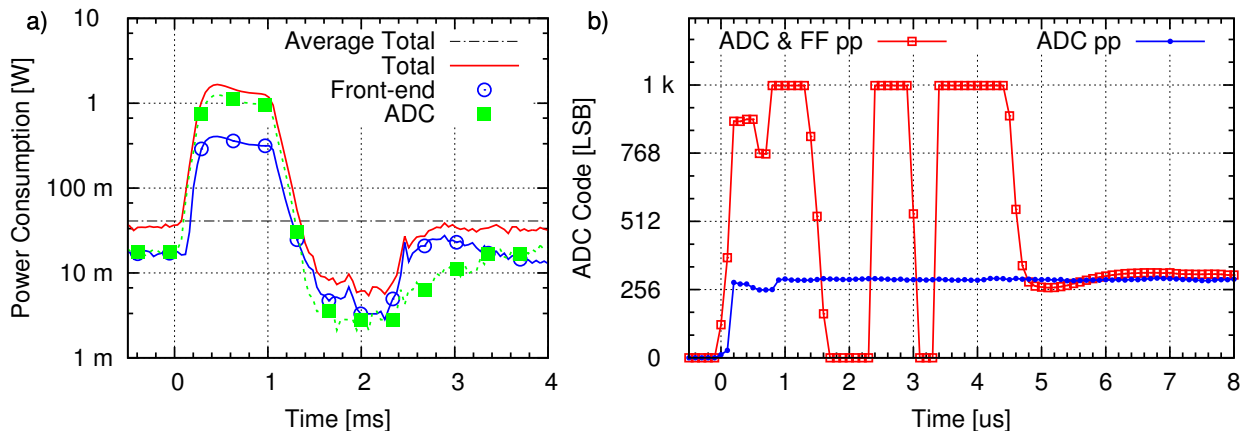 a)
Power Consumption [W]
1
100 m
10 m
1 m
Average Total
Total
Front-end
ADC
0 1 2 3 4
Time [ms]
b)
ADC Code [LSB]
1 k
768
512
256
0
ADC & FF pp
ADC pp
0 1 2 3 4 5 6 7 8
Time [us]